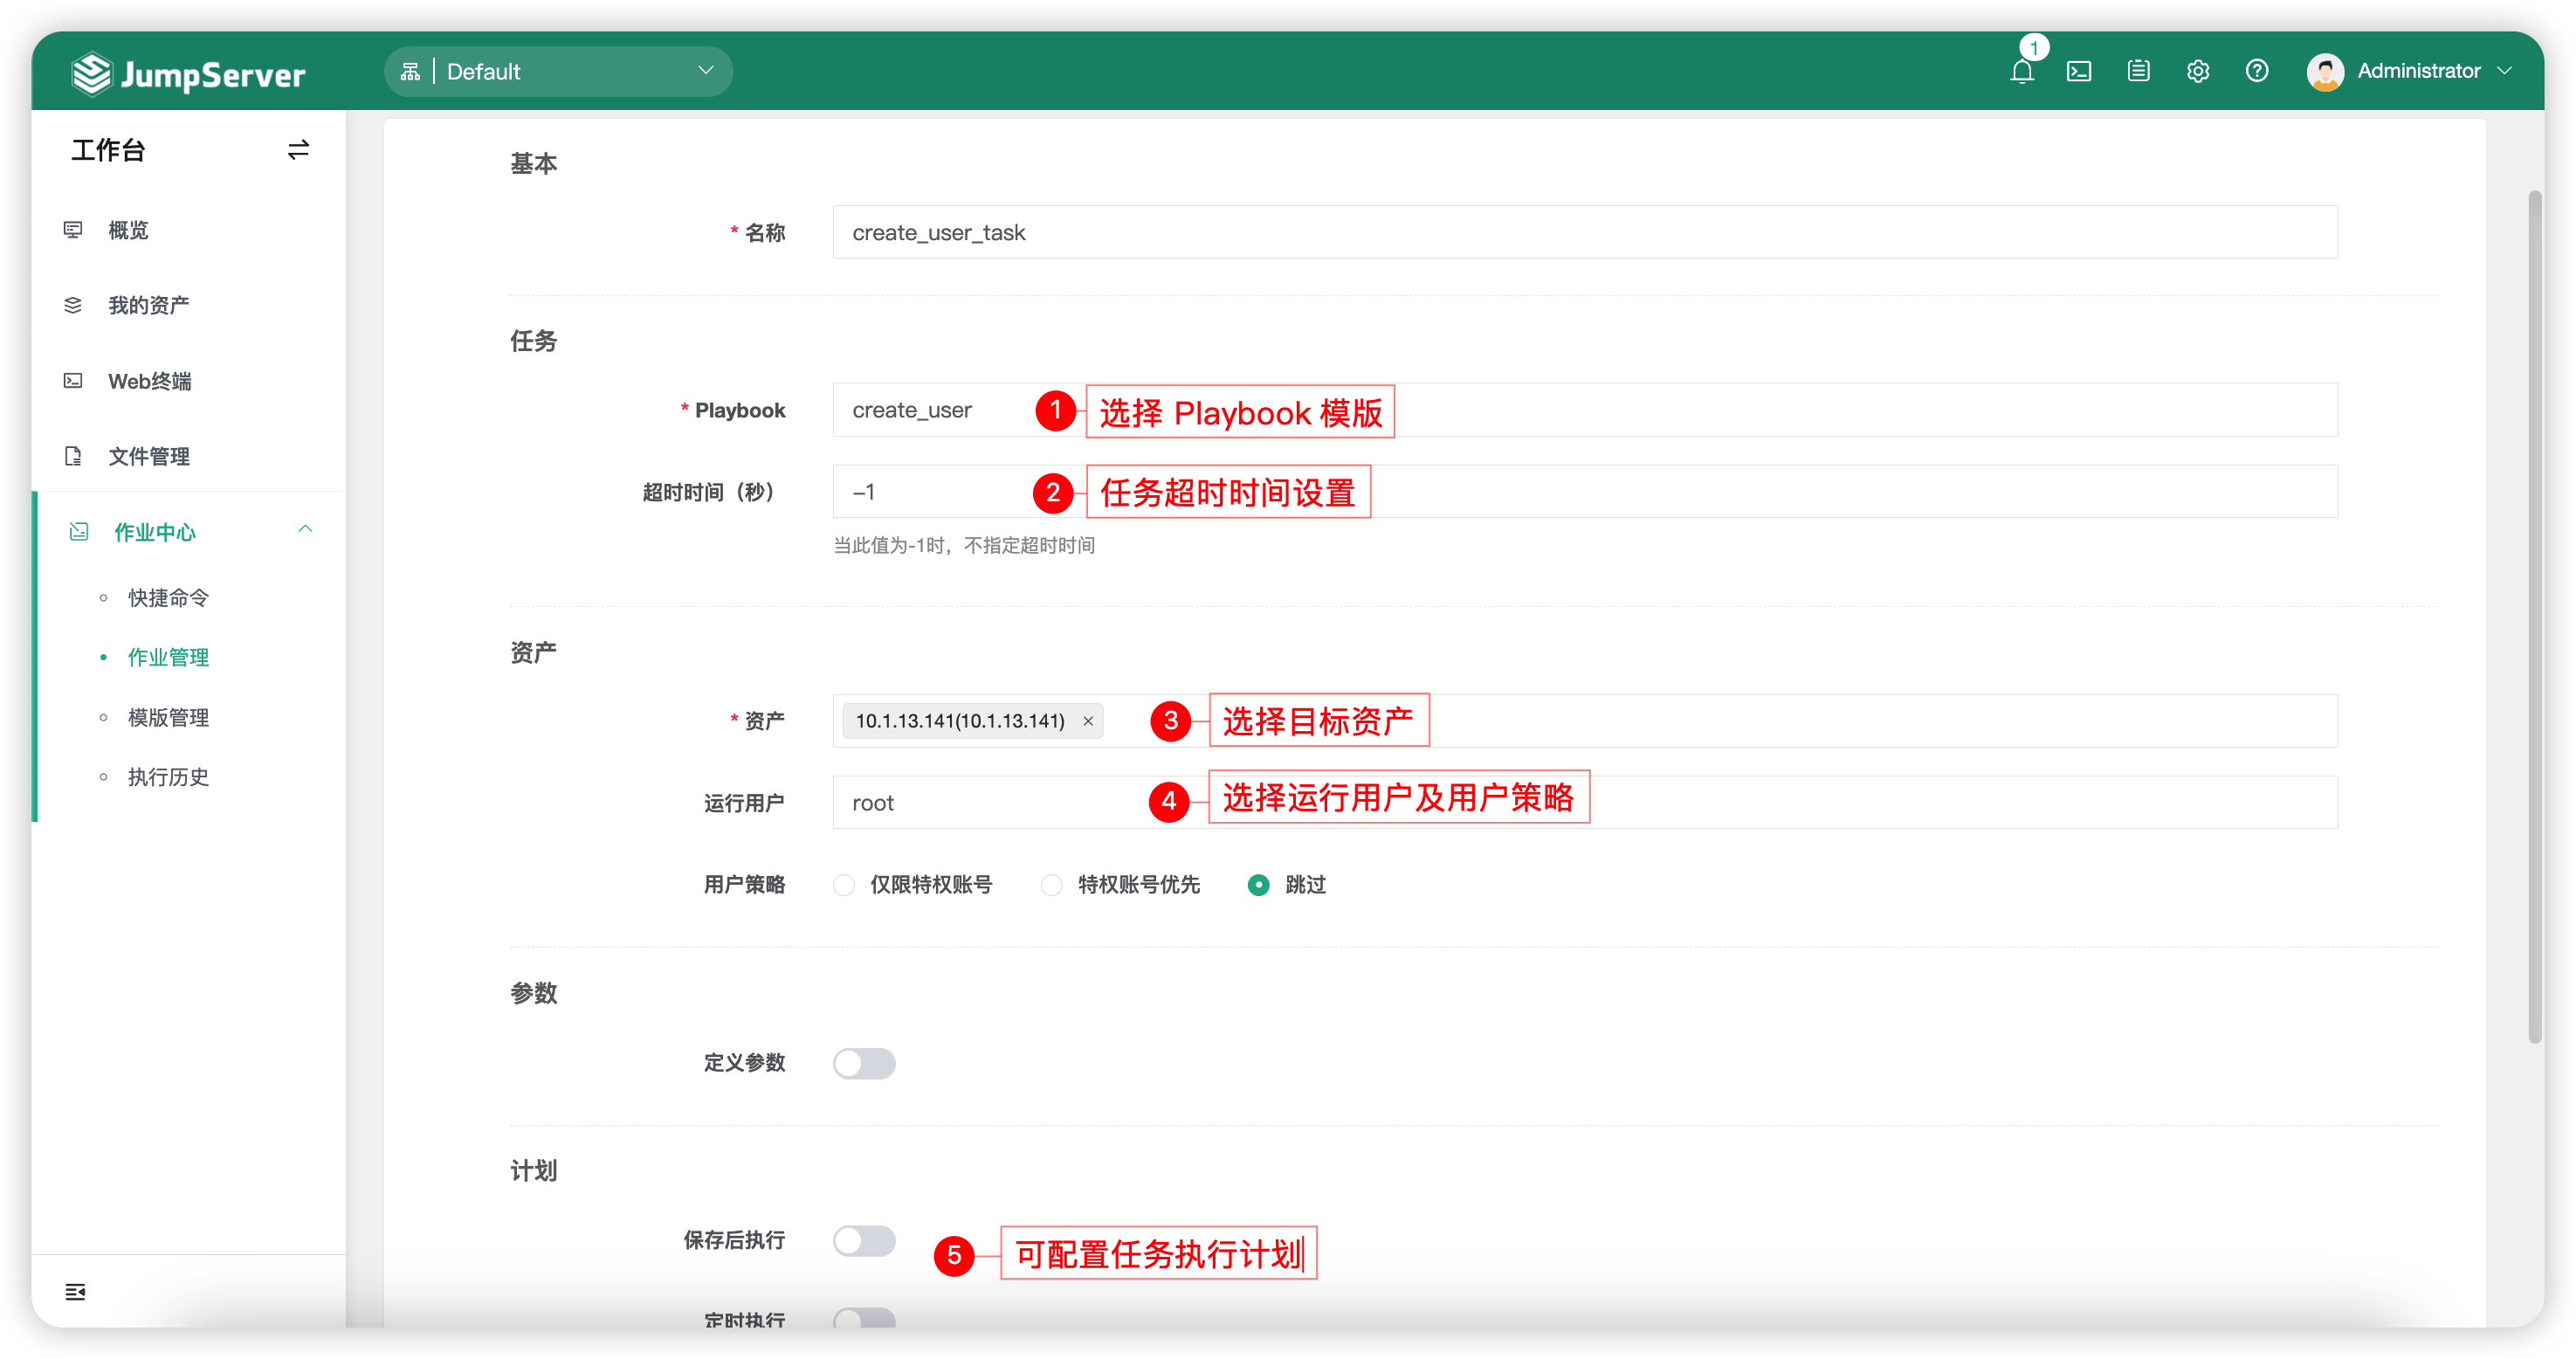 JumpServer
Default
1
Administrator
工作台
概览
我的资产
Web终端
文件管理
作业中心
快捷命令
作业管理
模版管理
执行历史
基本
* 名称
create_user_task
任务
* Playbook
create_user
1 选择 Playbook 模版
超时时间（秒）
-1
2 任务超时时间设置
当此值为-1时，不指定超时时间
资产
* 资产
10.1.13.141(10.1.13.141) ×
3 选择目标资产
运行用户
root
4 选择运行用户及用户策略
用户策略
仅限特权账号
特权账号优先
跳过
参数
定义参数
计划
保存后执行
5 可配置任务执行计划
定时执行